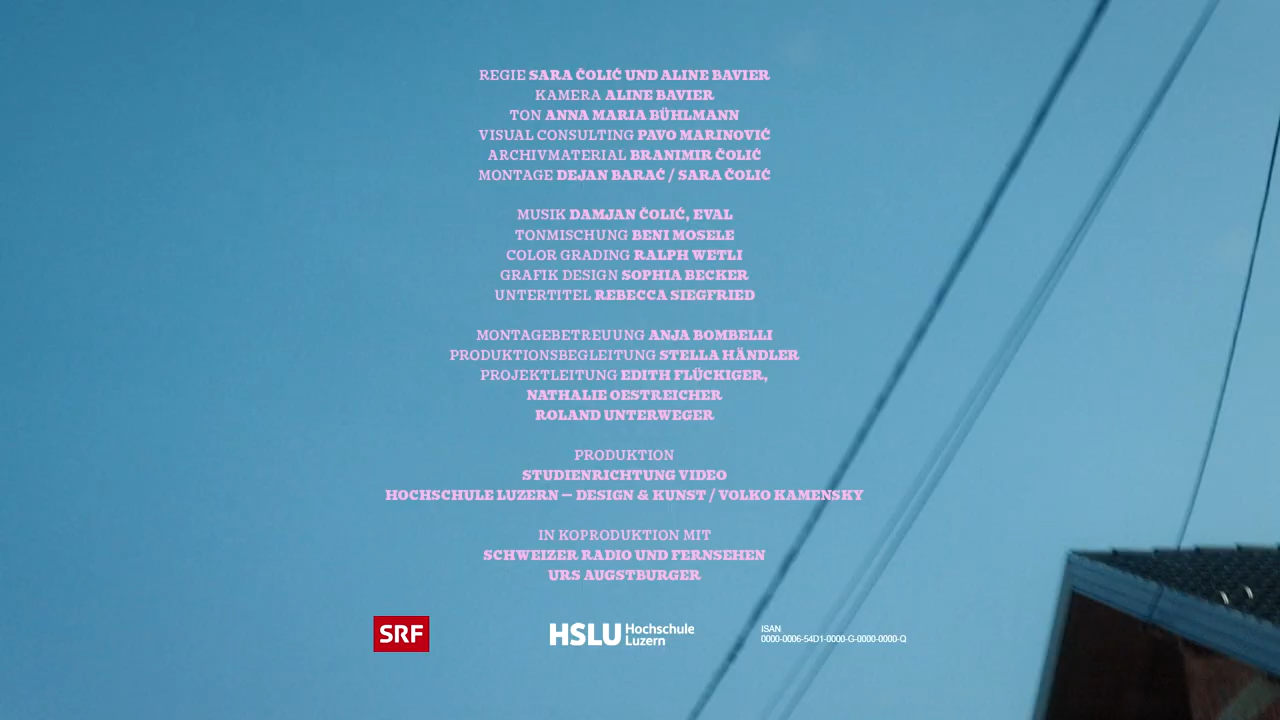 REGIE SARA ČOLIĆ UND ALINE BAVIER
KAMERA ALINE BAVIER
TON ANNA MARIA BÜHLMANN
VISUAL CONSULTING PAVO MARINOVIĆ
ARCHIVMATERIAL BRANIMIR ČOLIĆ
MONTAGE DEJAN BARAĆ / SARA ČOLIĆ
MUSIK DAMJAN ČOLIĆ, EVAL
TONMISCHUNG BENI MOSELE
COLOR GRADING RALPH WETLI
GRAFIK DESIGN SOPHIA BECKER
UNTERTITEL REBECCA SIEGFRIED
MONTAGEBETREUUNG ANJA BOMBELLI
PRODUKTIONSBEGLEITUNG STELLA HÄNDLER
PROJEKTLEITUNG EDITH FLÜCKIGER,
NATHALIE OESTREICHER
ROLAND UNTERWEGER
PRODUKTION
STUDIENRICHTUNG VIDEO
HOCHSCHULE LUZERN – DESIGN & KUNST / VOLKO KAMENSKY
IN KOPRODUKTION MIT
SCHWEIZER RADIO UND FERNSEHEN
URS AUGSTBURGER
SRF
HSLU Hochschule
Luzern
ISAN
0000-0006-54D1-0000-G-0000-0000-Q